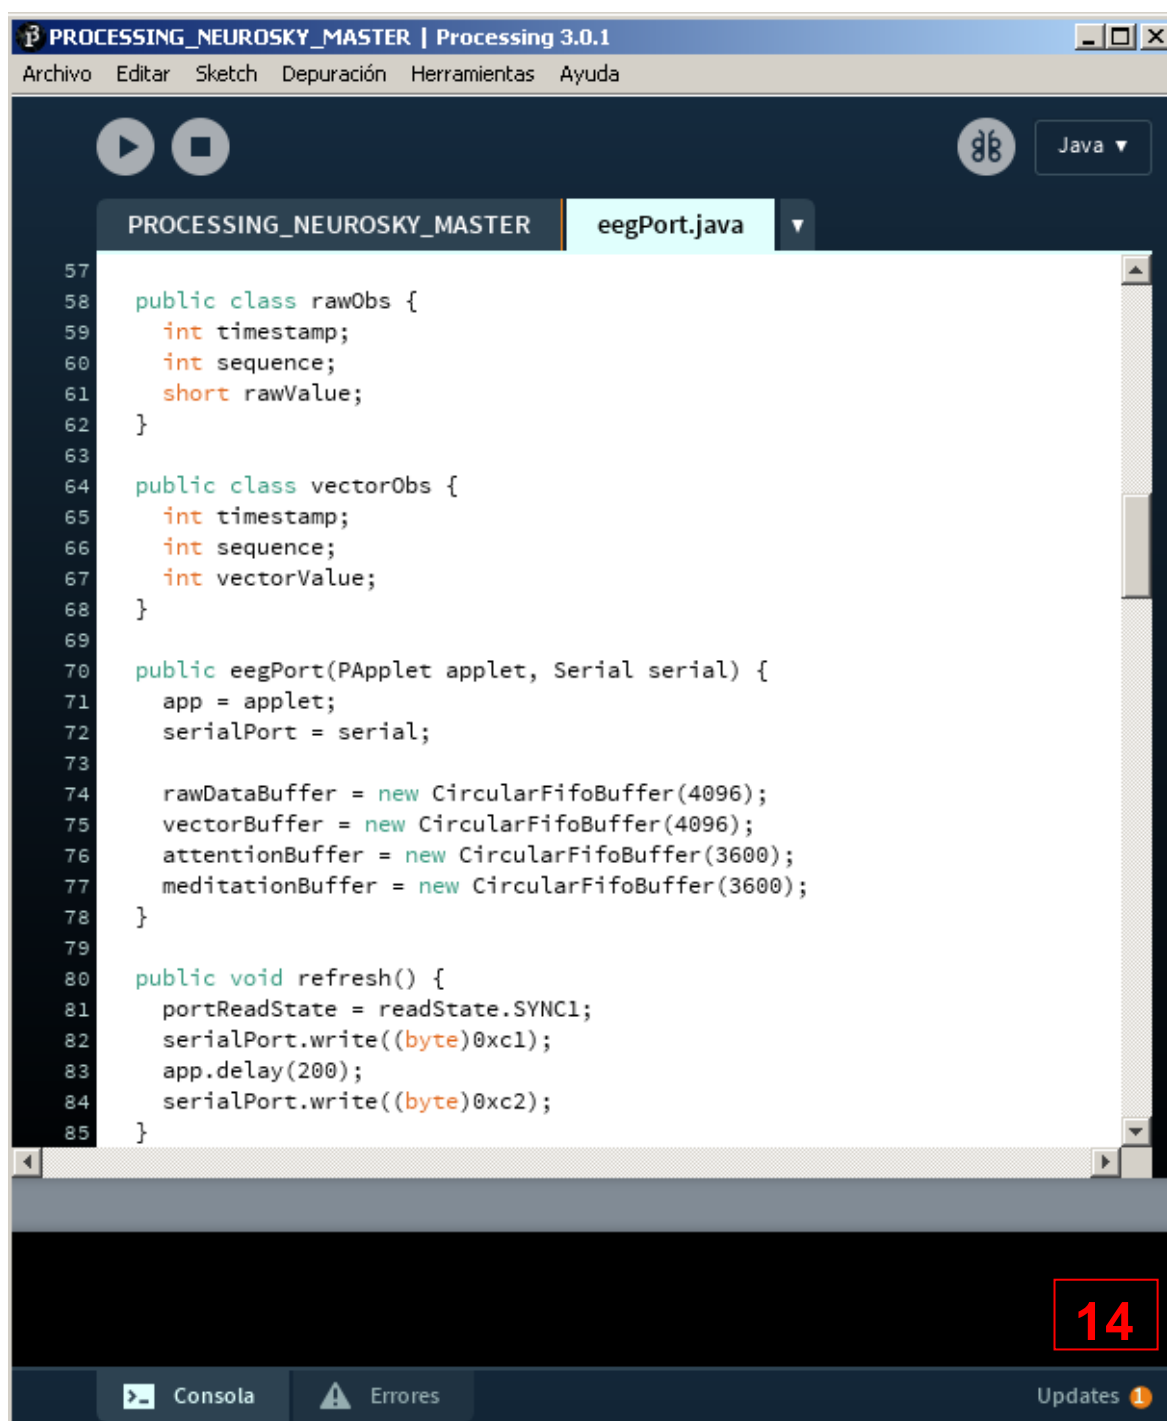 PROCESSING_NEUROSKY_MASTER | Processing 3.0.1
Archivo Editar Sketch Depuración Herramientas Ayuda
Java
PROCESSING_NEUROSKY_MASTER eegPort.java
57
58 public class rawObs {
59 int timestamp;
60 int sequence;
61 short rawValue;
62 }
63
64 public class vectorObs {
65 int timestamp;
66 int sequence;
67 int vectorValue;
68 }
69
70 public eegPort(PApplet applet, Serial serial) {
71 app = applet;
72 serialPort = serial;
73
74 rawDataBuffer = new CircularFifoBuffer(4096);
75 vectorBuffer = new CircularFifoBuffer(4096);
76 attentionBuffer = new CircularFifoBuffer(3600);
77 meditationBuffer = new CircularFifoBuffer(3600);
78 }
79
80 public void refresh() {
81 portReadState = readState.SYNC1;
82 serialPort.write((byte)0xc1);
83 app.delay(200);
84 serialPort.write((byte)0xc2);
85 }
14
Consola Errores Updates 1